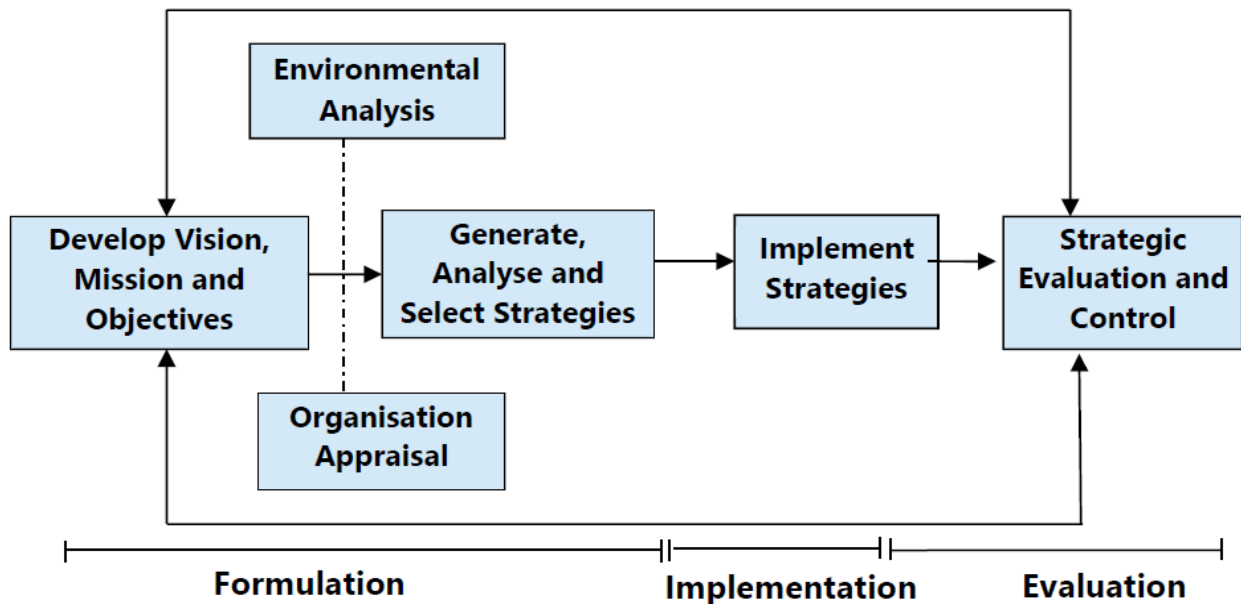 Environmental
Analysis
Develop Vision,
Mission and
Objectives
Generate,
Analyse and
Select Strategies
Implement
Strategies
Strategic
Evaluation and
Control
Organisation
Appraisal
Formulation
Implementation
Evaluation